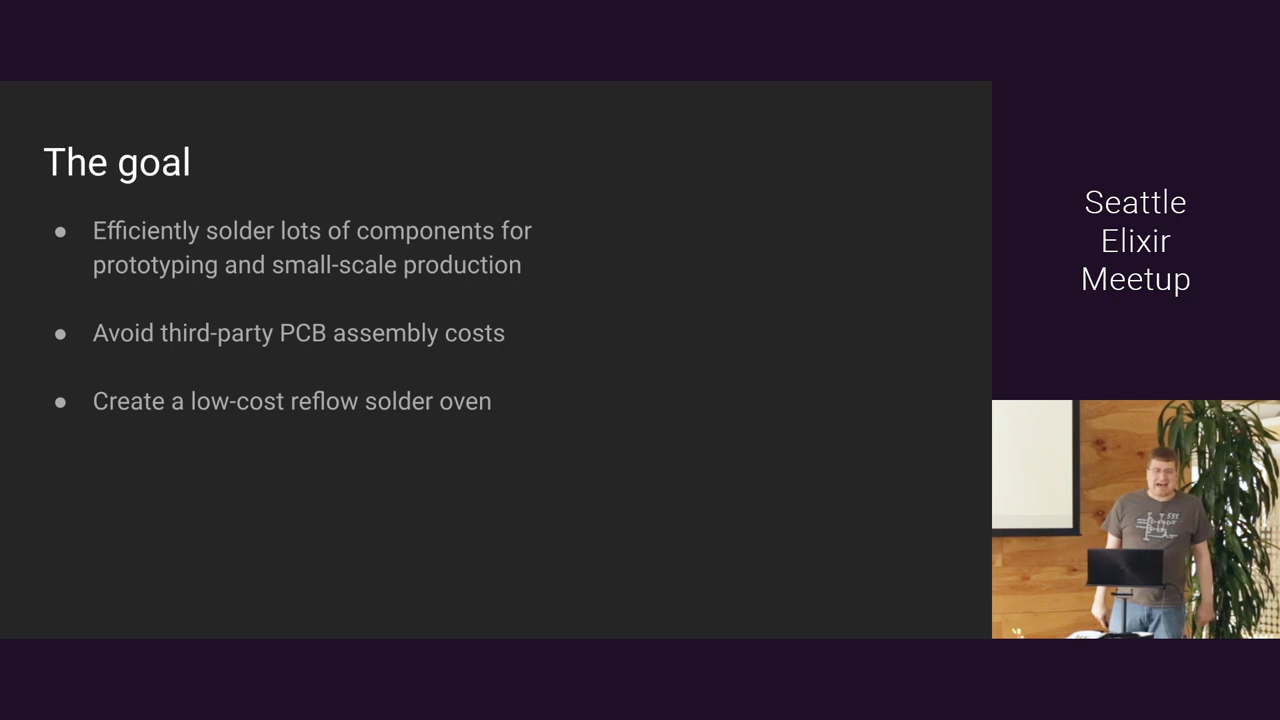 The goal
● Efficiently solder lots of components for
prototyping and small-scale production
● Avoid third-party PCB assembly costs
● Create a low-cost reflow solder oven
Seattle
Elixir
Meetup